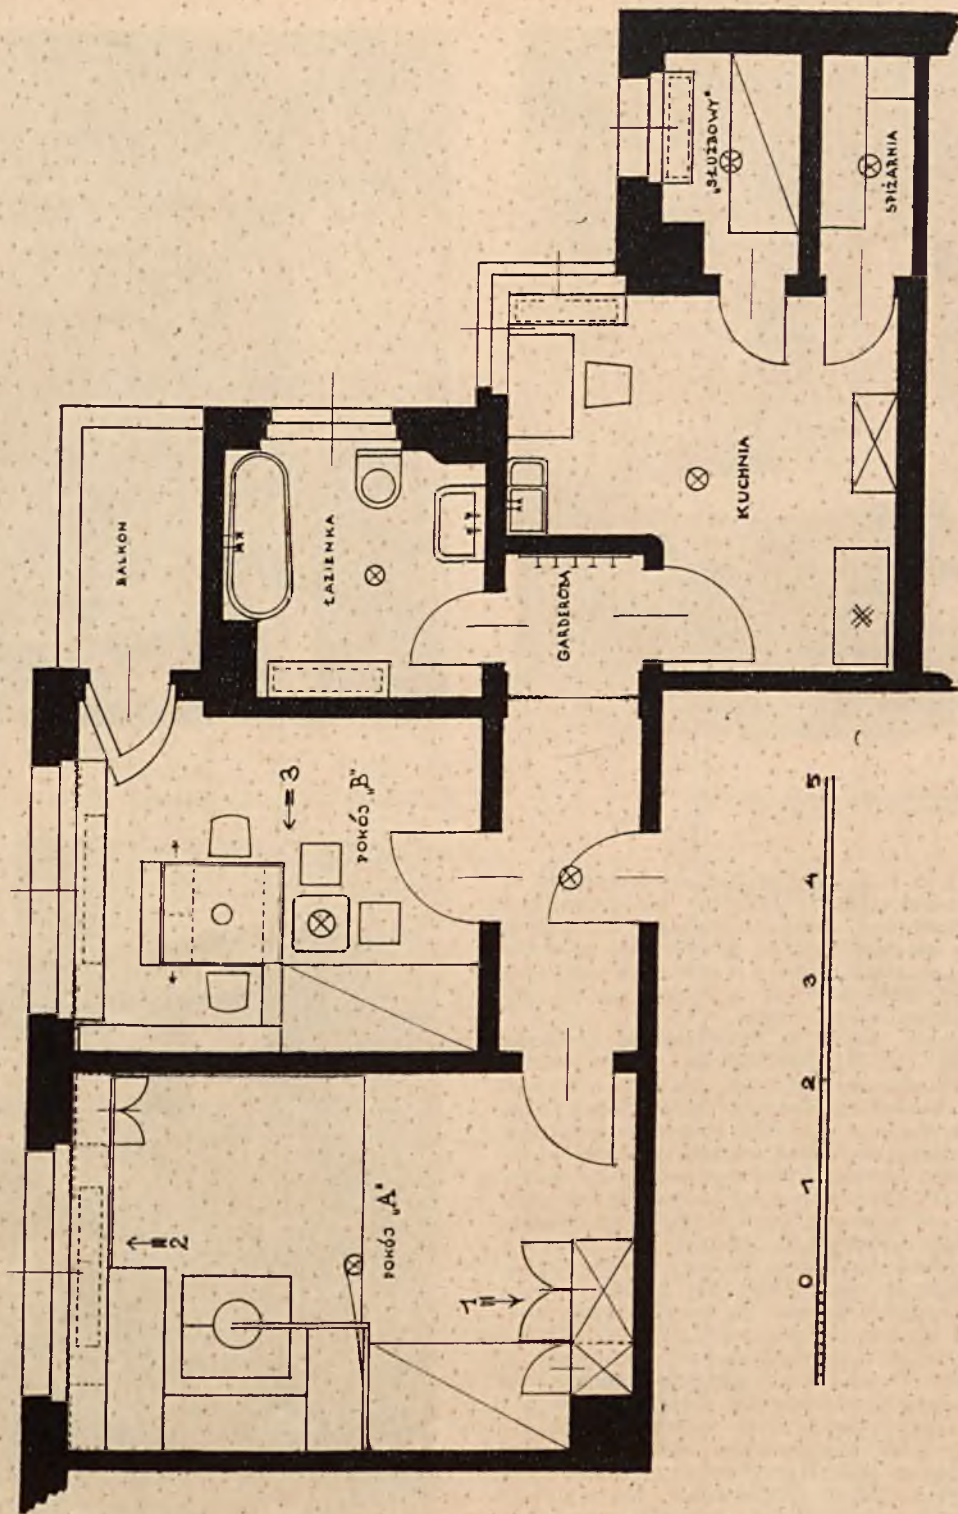 „SŁUŻBOWY"
SPIŻARNIA
KUCHNIA
BALKON
ŁAZIENKA
GARDEROBA
POKÓJ „B"
3
POKÓJ „A"
2
1
0 1 2 3 4 5